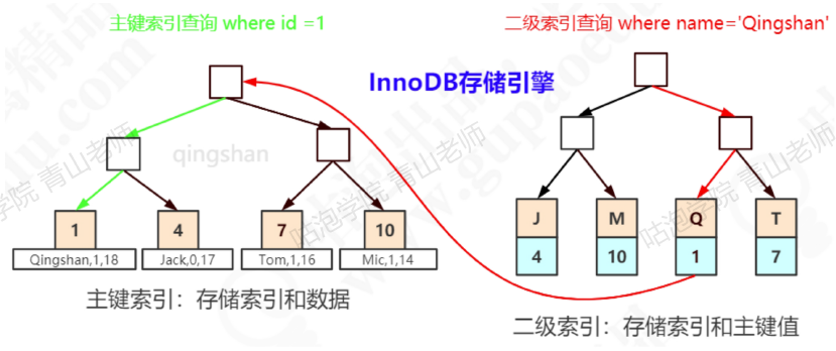 主键索引查询 where id =1
二级索引查询 where name='Qingshan'
InnoDB存储引擎
qingshan
咕泡学院 青山老师
学院 青山老师
咕泡学院 青山老师
1
4
7
10
Qingshan,1,18
Jack,0,17
Tom,1,16
Mic,1,14
J
M
Q
T
4
10
1
7
主键索引：存储索引和数据
二级索引：存储索引和主键值